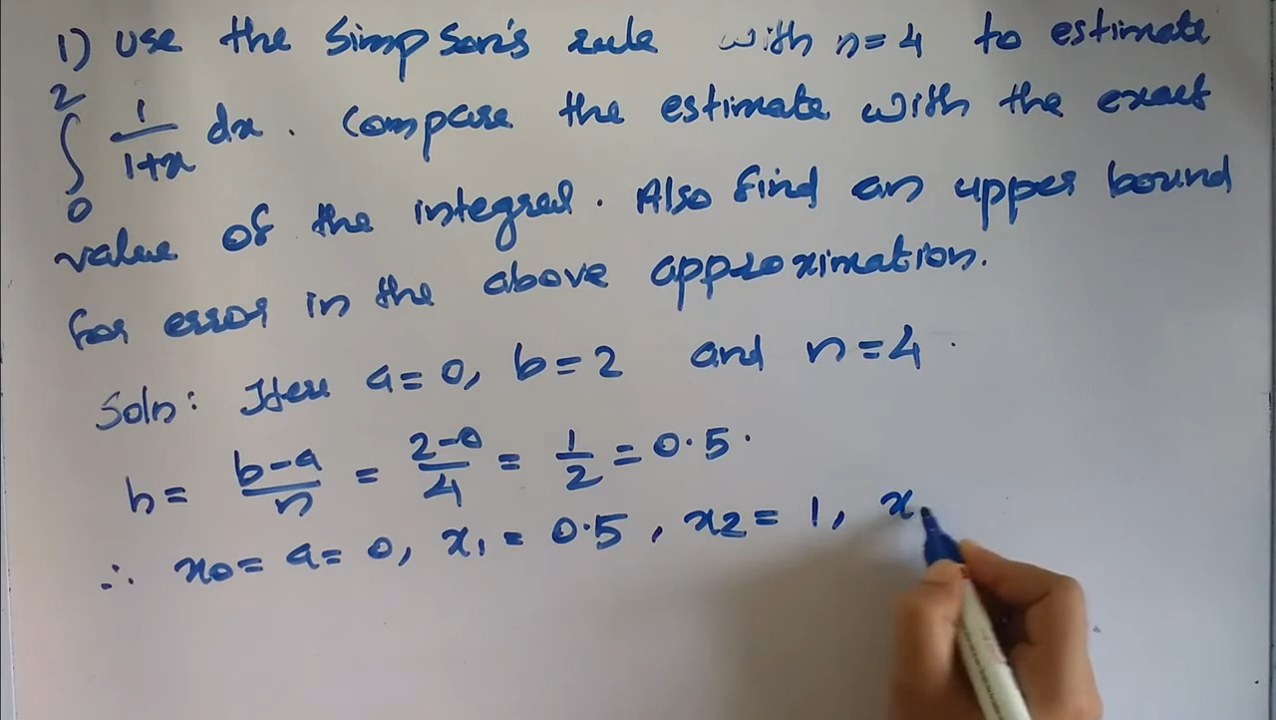 1) Use the Simpson's rule with n=4 to estimate
∫₀² 1/(1+x) dx. Compare the estimate with the exact
value of the integral. Also find an upper bound
for error in the above approximation.
Soln: Here a=0, b=2 and n=4.
h = (b-a)/n = (2-0)/4 = 1/2 = 0.5.
∴ x0 = a = 0, x1 = 0.5, x2 = 1, x